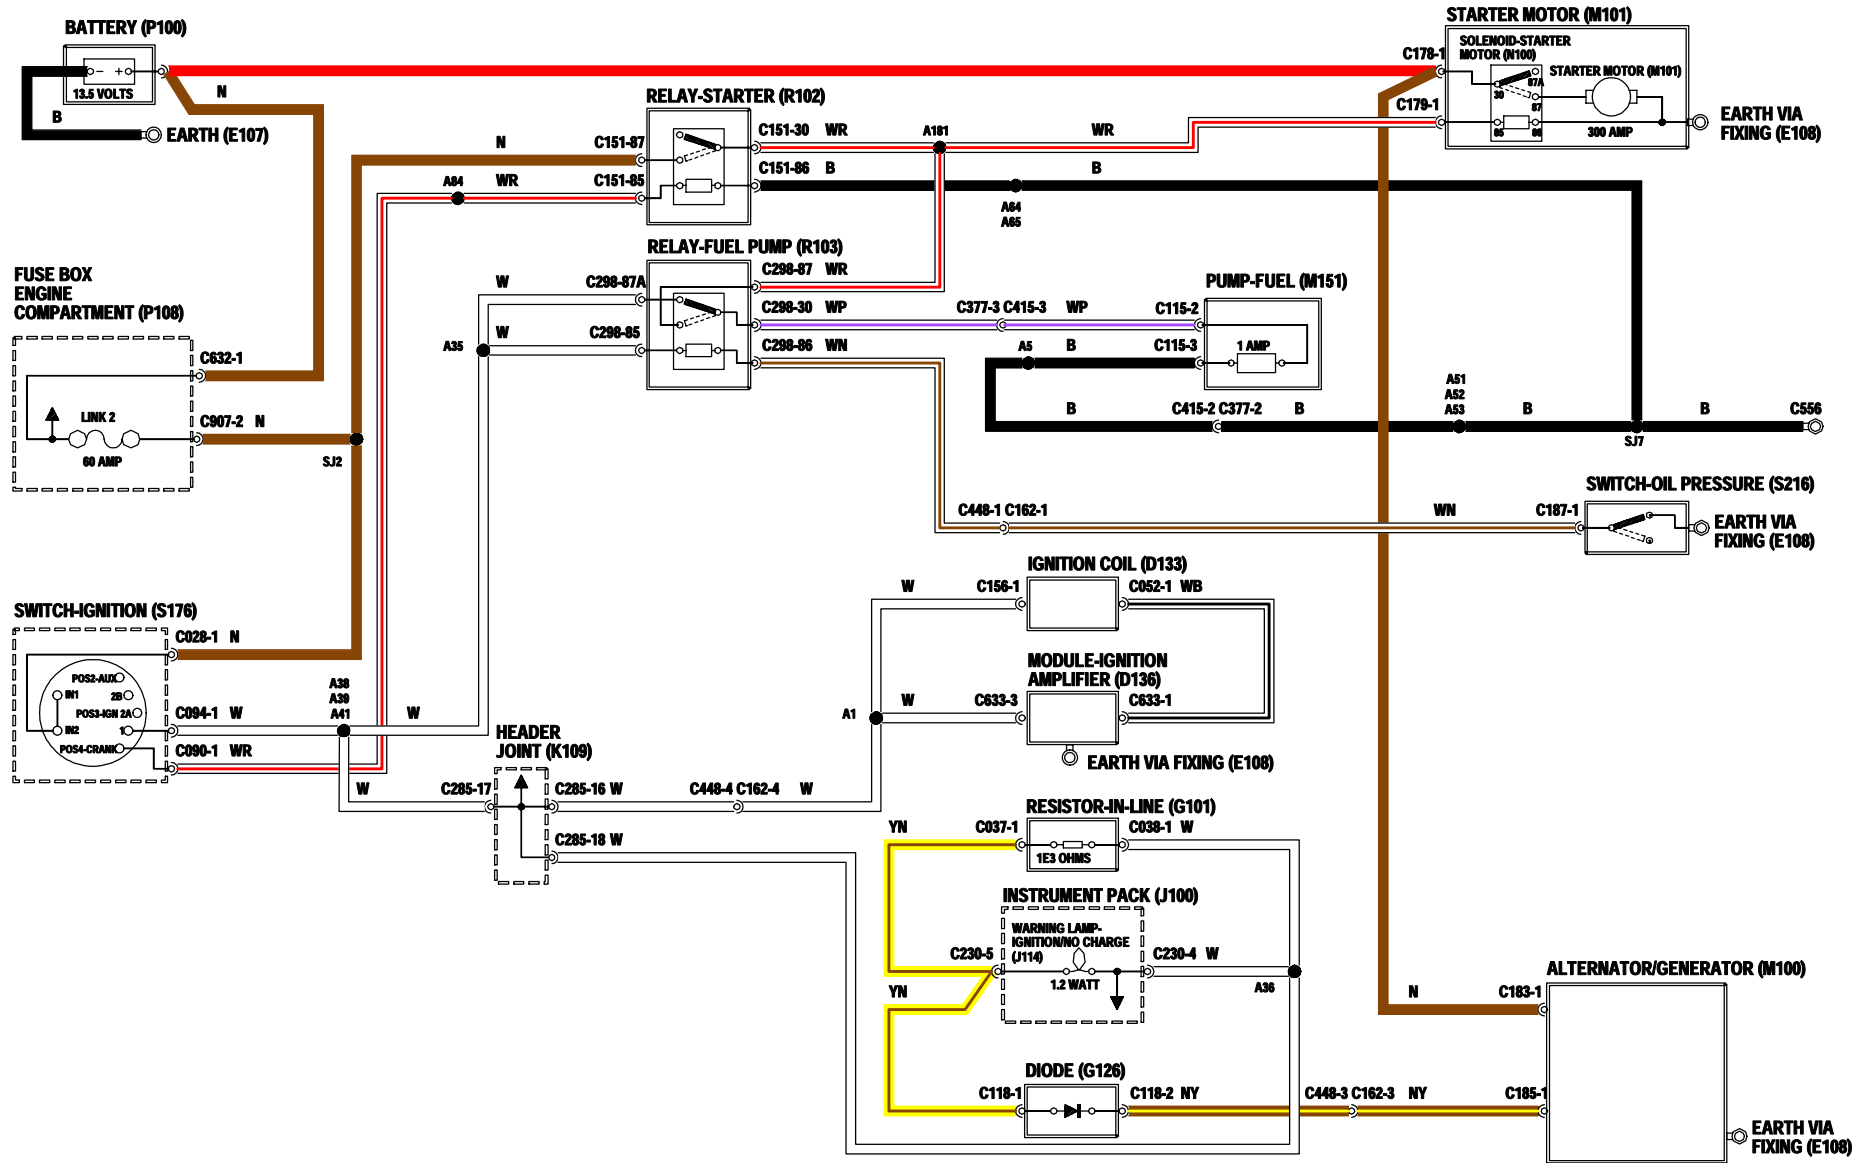 BATTERY (P100)
13.5 VOLTS
N
B
EARTH (E107)
STARTER MOTOR (M101)
SOLENOID-STARTER
MOTOR (N100)
STARTER MOTOR (M101)
C178-1
C179-1
87A
30
87
85
86
300 AMP
EARTH VIA
FIXING (E108)
RELAY-STARTER (R102)
C151-87
N
C151-85
A84
WR
C151-30
WR
A181
WR
C151-86
B
B
A64
A65
RELAY-FUEL PUMP (R103)
W
C298-87A
C298-87
WR
W
C298-85
A35
C298-30
WP
C377-3
C415-3
WP
C298-86
WN
PUMP-FUEL (M151)
C115-2
C115-3
1 AMP
A5
B
B
C415-2
C377-2
B
A51
A52
A53
B
SJ7
B
C556
FUSE BOX
ENGINE
COMPARTMENT (P108)
C632-1
LINK 2
60 AMP
C907-2
N
SJ2
SWITCH-OIL PRESSURE (S216)
C448-1
C162-1
WN
C187-1
EARTH VIA
FIXING (E108)
IGNITION COIL (D133)
W
C156-1
C052-1
WB
MODULE-IGNITION
AMPLIFIER (D136)
A1
W
C633-3
C633-1
EARTH VIA FIXING (E108)
SWITCH-IGNITION (S176)
C028-1
N
POS2-AUX
IN1
2B
POS3-IGN
2A
IN2
1
POS4-CRANK
C094-1
W
C090-1
WR
A38
A39
A41
W
W
HEADER
JOINT (K109)
C285-17
C285-16
W
C448-4
C162-4
W
C285-18
W
RESISTOR-IN-LINE (G101)
YN
C037-1
C038-1
W
1E3 OHMS
INSTRUMENT PACK (J100)
WARNING LAMP-
IGNITION/NO CHARGE
(J114)
1.2 WATT
C230-5
C230-4
W
A36
YN
DIODE (G126)
C118-1
C118-2
NY
C448-3
C162-3
NY
C185-1
ALTERNATOR/GENERATOR (M100)
N
C183-1
EARTH VIA
FIXING (E108)